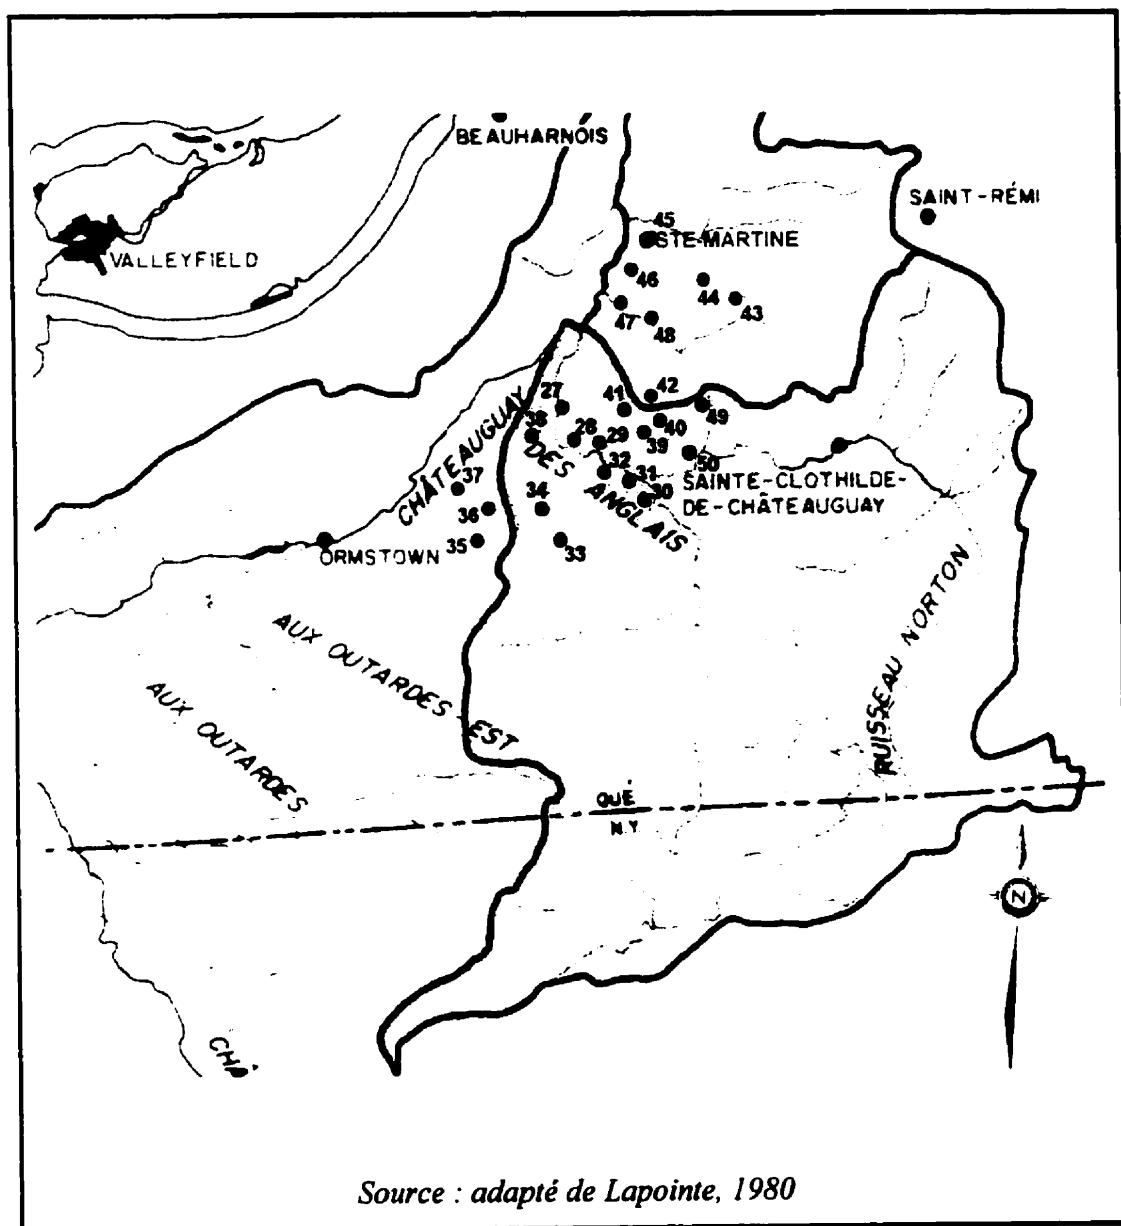 BEAUHARNOIS
SAINT-RÉMI
45
STE-MARTINE
VALLEYFIELD
46
44
43
47
48
CHÂTEAUGUAY
27
41
42
49
38
28
29
40
39
DES ANGLAIS
32
31
50
37
30
SAINTE-CLOTHILDE-
DE-CHÂTEAUGUAY
36
34
35
33
ORMSTOWN
AUX OUTARDES EST
AUX OUTARDES
RUISSEAU NORTON
QUÉ
N.Y
N
CHÂ
Source : adapté de Lapointe, 1980